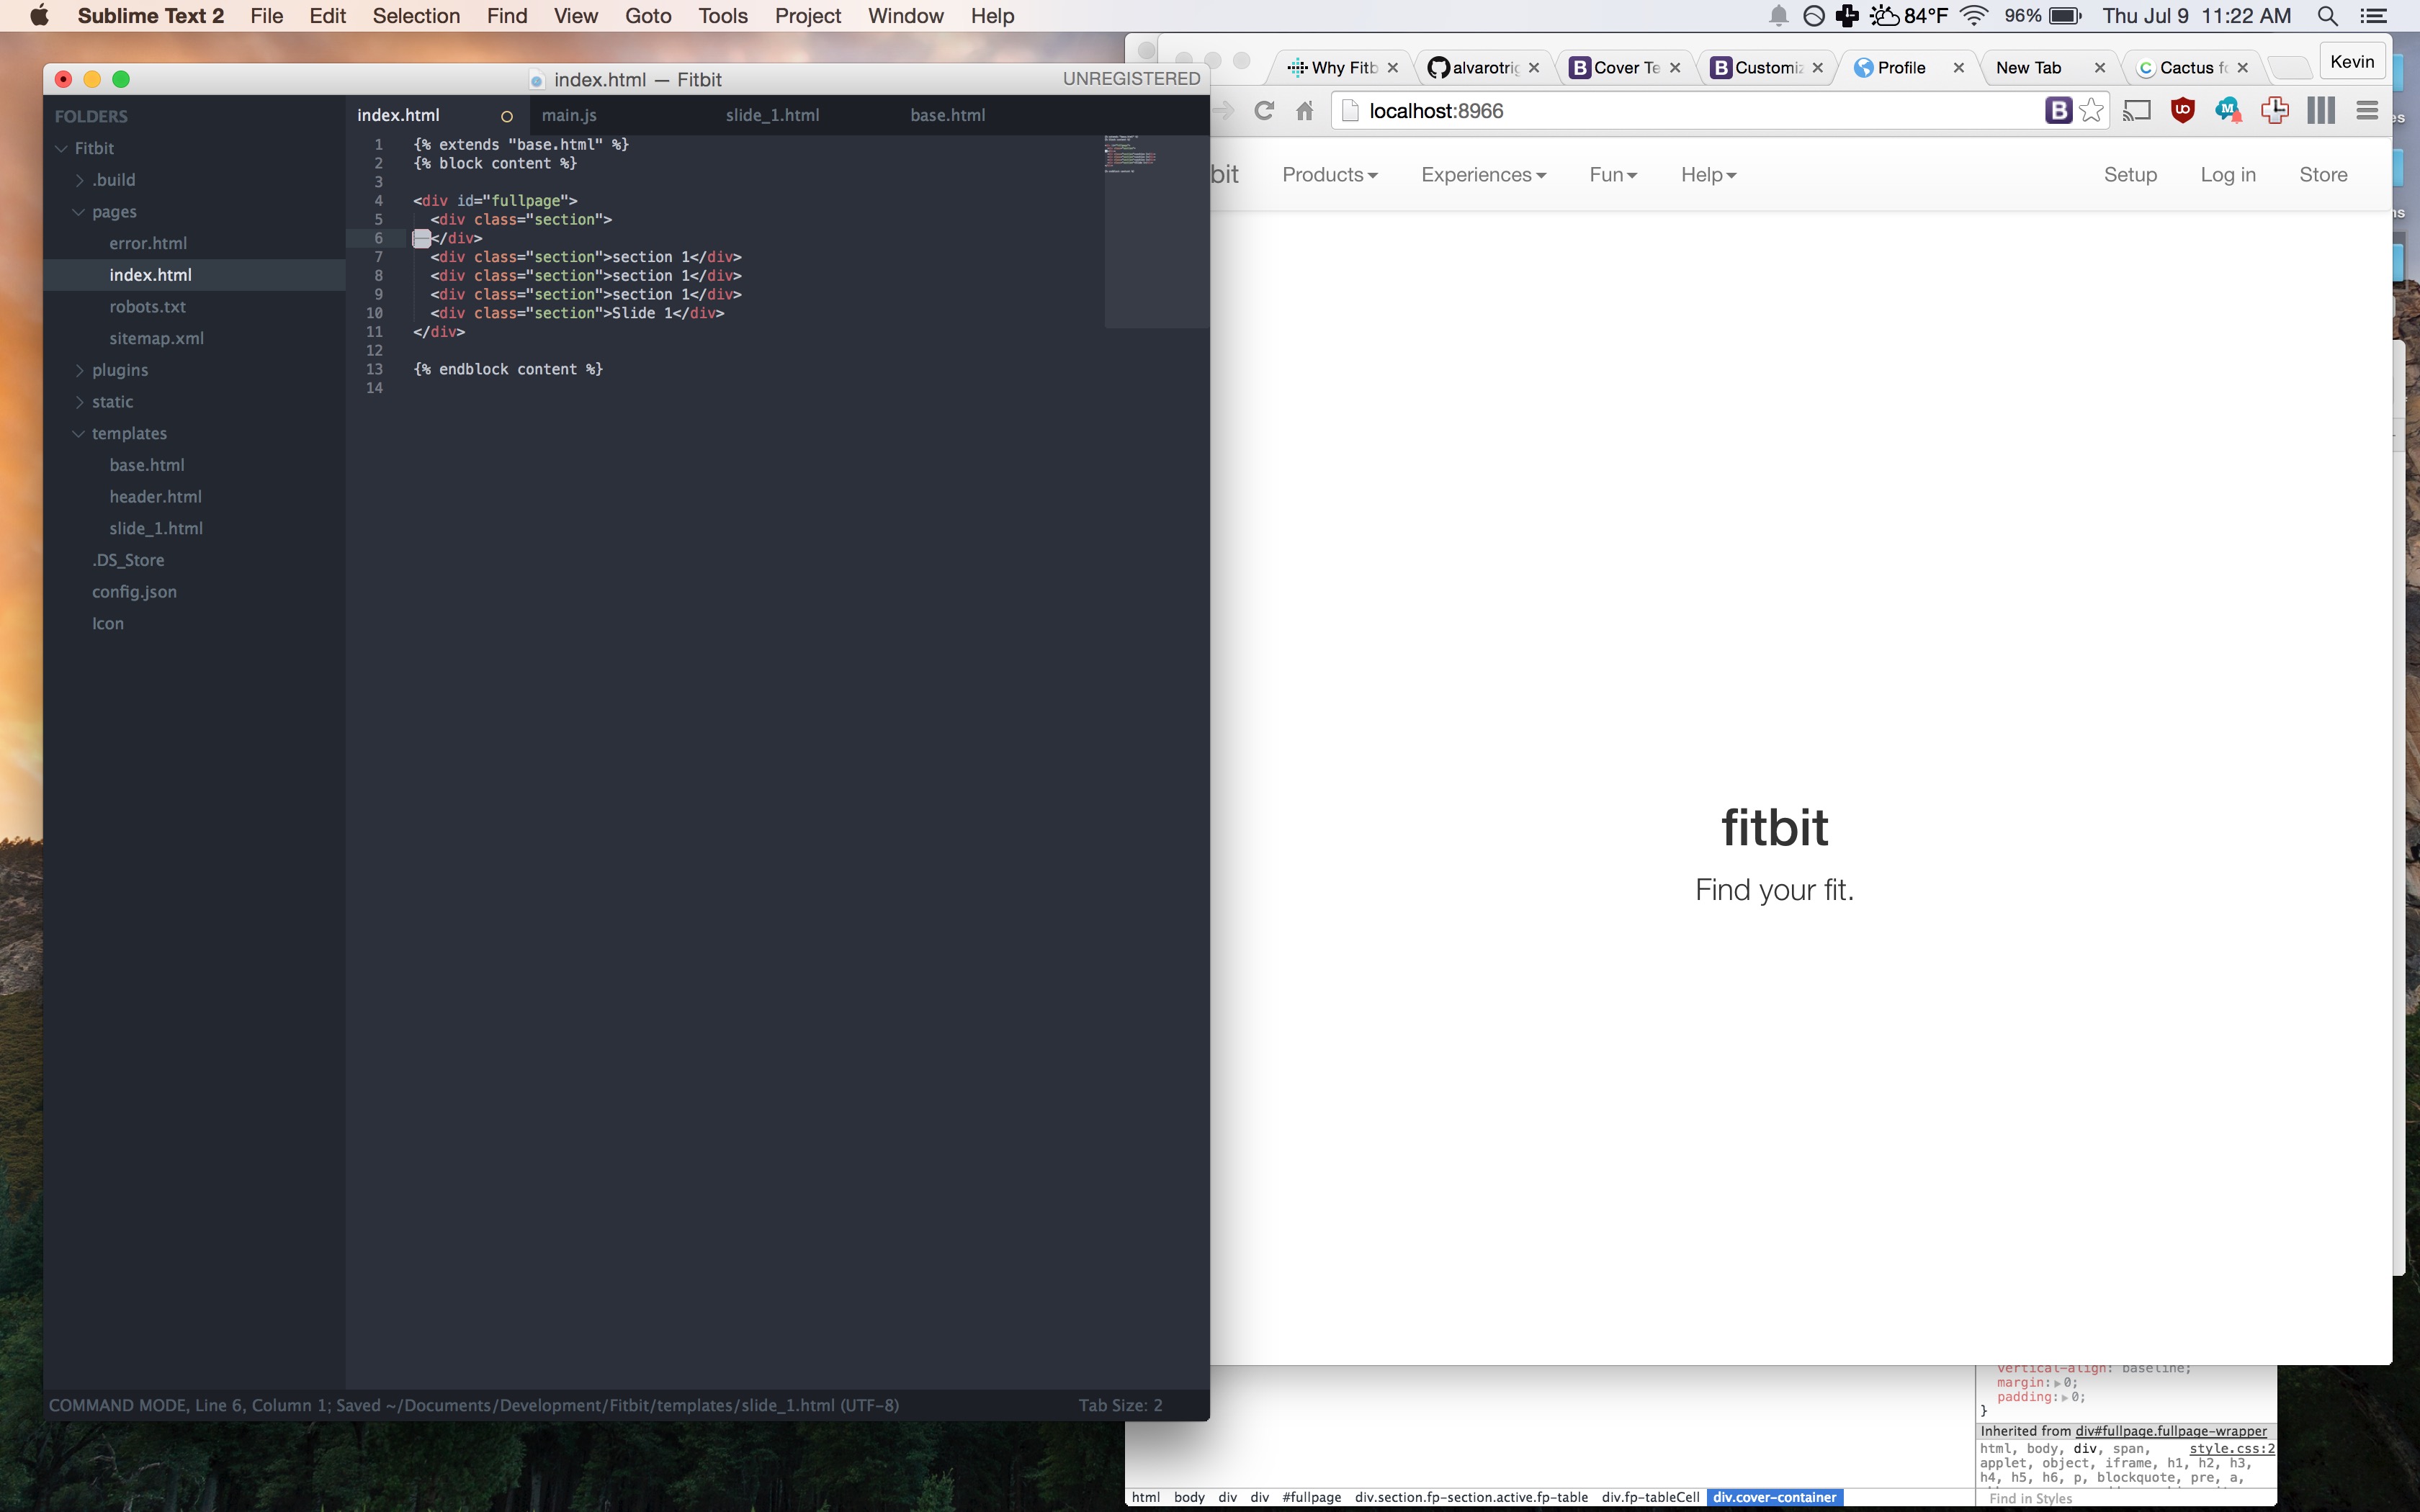 Sublime Text 2 File Edit Selection Find View Goto Tools Project Window Help
84°F 96% Thu Jul 9 11:22 AM
index.html — Fitbit
UNREGISTERED
FOLDERS
Fitbit
.build
pages
error.html
index.html
robots.txt
sitemap.xml
plugins
static
templates
base.html
header.html
slide_1.html
.DS_Store
config.json
Icon
index.html main.js slide_1.html base.html
1 {% extends "base.html" %}
2 {% block content %}
3
4 <div id="fullpage">
5 <div class="section">
6 </div>
7 <div class="section">section 1</div>
8 <div class="section">section 1</div>
9 <div class="section">section 1</div>
10 <div class="section">Slide 1</div>
11 </div>
12
13 {% endblock content %}
14
COMMAND MODE, Line 6, Column 1; Saved ~/Documents/Development/Fitbit/templates/slide_1.html (UTF-8)
Tab Size: 2
Why Fitb alvarotrig Cover Te Customiz Profile New Tab Cactus fo Kevin
localhost:8966
bit Products Experiences Fun Help Setup Log in Store
fitbit
Find your fit.
vertical-align: baseline;
margin: 0;
padding: 0;
}
Inherited from div#fullpage.fullpage-wrapper
html, body, div, span, style.css:2
applet, object, iframe, h1, h2, h3,
h4, h5, h6, p, blockquote, pre, a,
html body div div #fullpage div.section.fp-section.active.fp-table div.fp-tableCell div.cover-container
Find in Styles